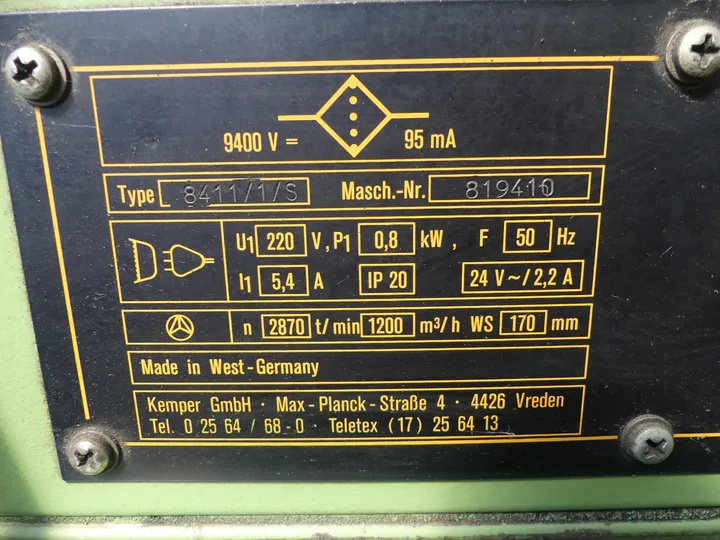 9400 V = 95 mA
Type 8411/1/S Masch.-Nr. 819410
U1 220 V, P1 0,8 kW, F 50 Hz
I1 5,4 A IP 20 24 V ~/2,2 A
n 2870 t/min 1200 m³/h WS 170 mm
Made in West-Germany
Kemper GmbH · Max-Planck-Straße 4 · 4426 Vreden
Tel. 0 25 64 / 68-0 · Teletex (17) 25 64 13